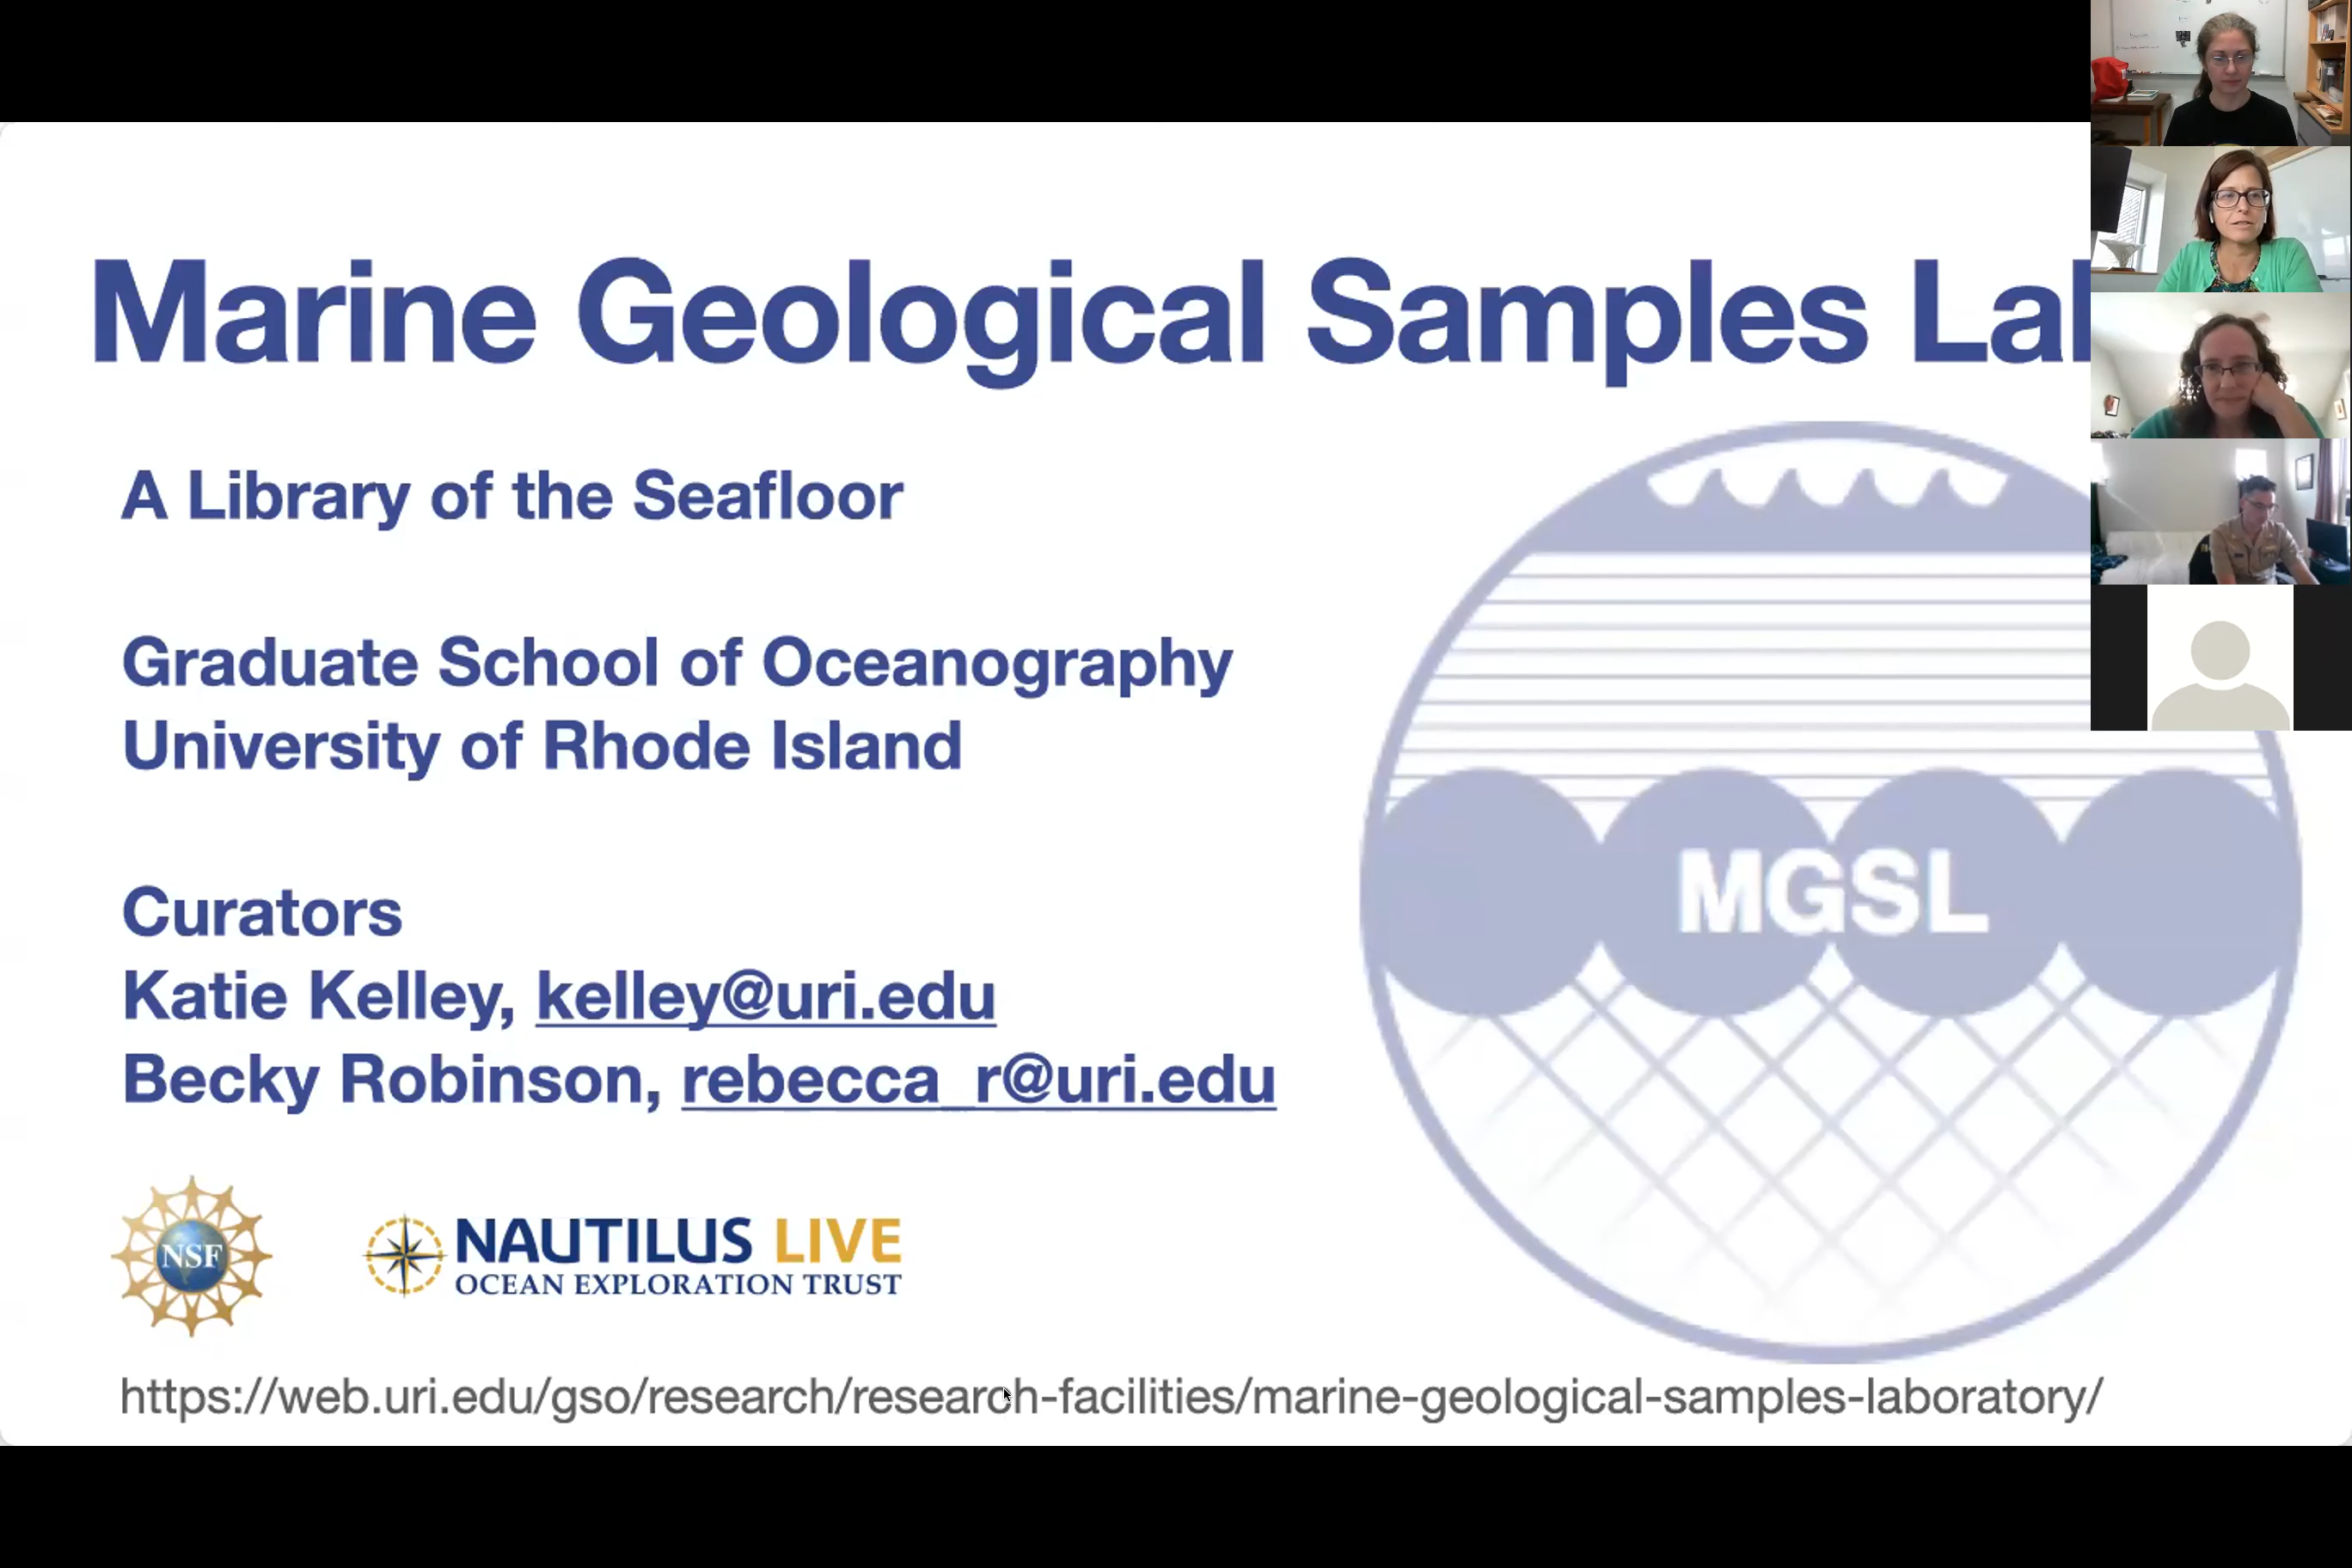 Marine Geological Samples La
A Library of the Seafloor
Graduate School of Oceanography
University of Rhode Island
Curators
Katie Kelley, kelley@uri.edu
Becky Robinson, rebecca_r@uri.edu
MGSL
NSF
NAUTILUS LIVE
OCEAN EXPLORATION TRUST
https://web.uri.edu/gso/research/research-facilities/marine-geological-samples-laboratory/